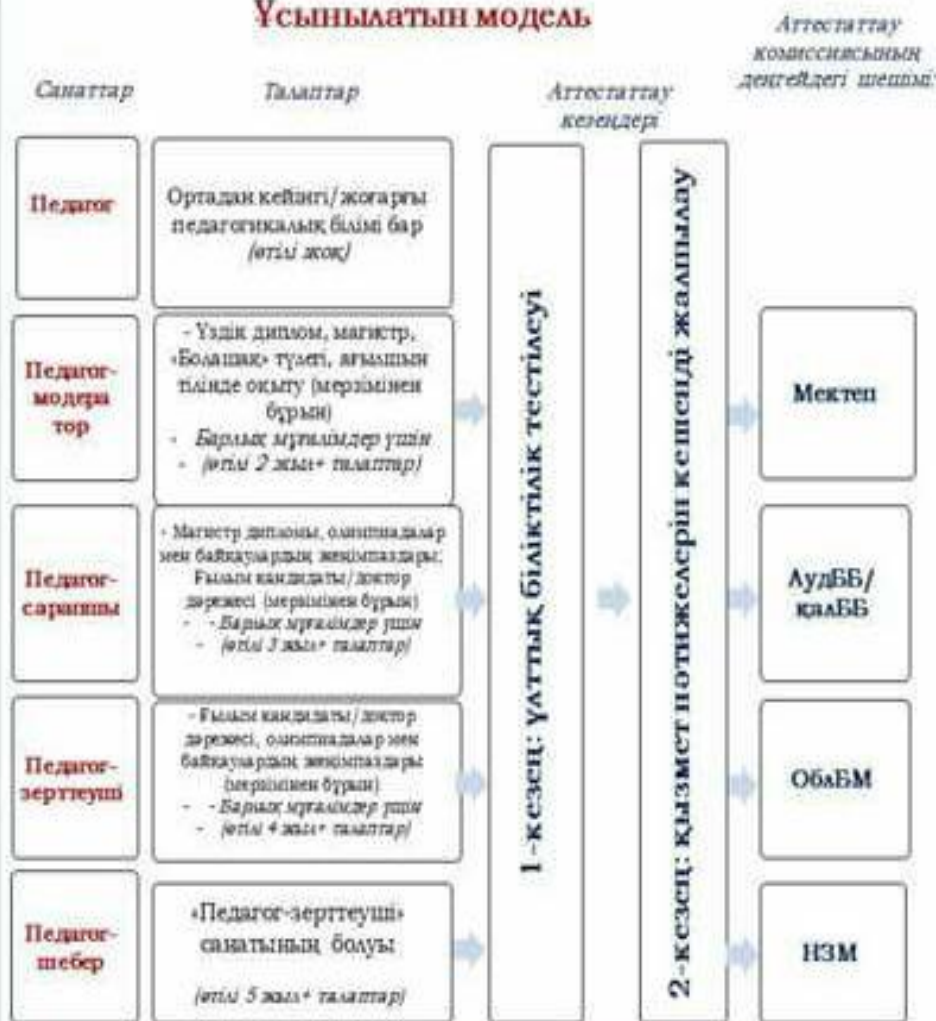 Ұсынылатын модель
Санаттар
Талаптар
Аттестаттау
кезеңдері
Аттестаттау
комиссиясының
деңгейдегі шешімі
Педагог
Ортадан кейінгі/жоғарғы
педагогикалық білімі бар
(өтілі жоқ)
Педагог-
модера
тор
- Үздік диплом, магистр,
«Болашақ» түлегі, ағылшын
тілінде оқыту (мерзімінен
бұрын)
- Барлық мұғалімдер үшін
- (өтілі 2 жыл+ талаптар)
Мектеп
Педагог-
сарапшы
- Магистр дипломы, олимпиадалар
мен байқаулардың жеңімпаздары,
Ғылым кандидаты/доктор
дәрежесі (мерзімінен бұрын)
- - Барлық мұғалімдер үшін
- (өтілі 3 жыл+ талаптар)
АудББ/
қалББ
Педагог-
зерттеуші
- Ғылым кандидаты/доктор
дәрежесі, олимпиадалар мен
байқаулардың жеңімпаздары
(мерзімінен бұрын)
- - Барлық мұғалімдер үшін
- (өтілі 4 жыл+ талаптар)
ОблБМ
Педагог-
шебер
«Педагог-зерттеуші»
санатының болуы
(өтілі 5 жыл+ талаптар)
НЗМ
1-кезең: ұлттық біліктілік тестілеуі
2-кезең: қызмет нәтижелерін кешенді жалпылау